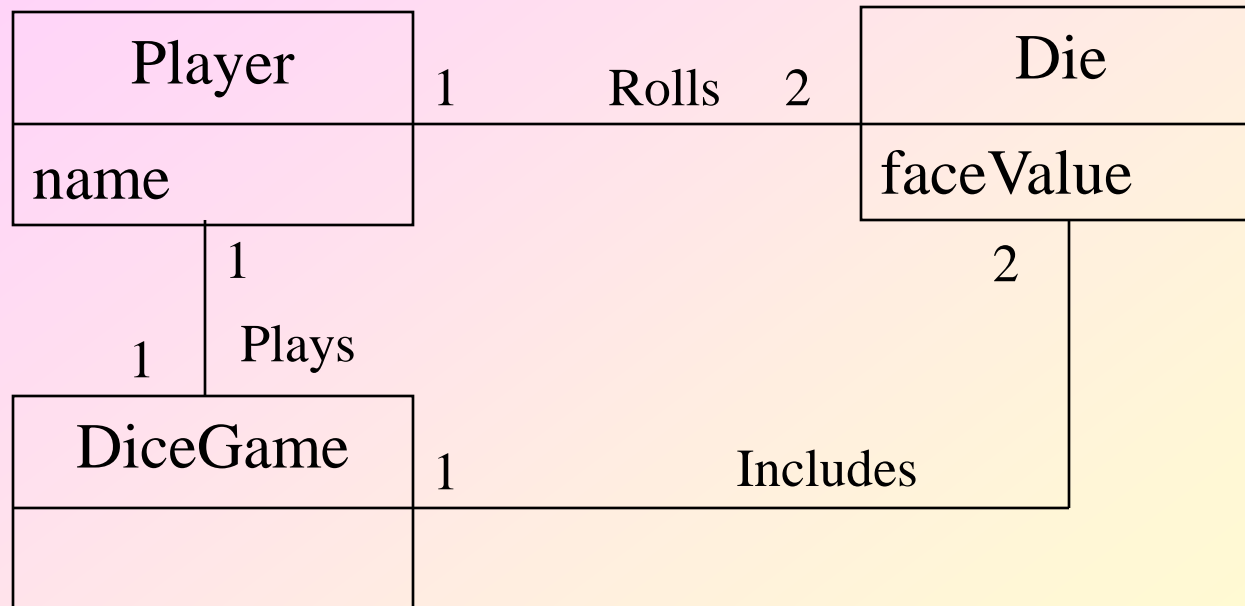 Player
Die
1 Rolls 2
name
faceValue
1
2
1 Plays
DiceGame
1 Includes